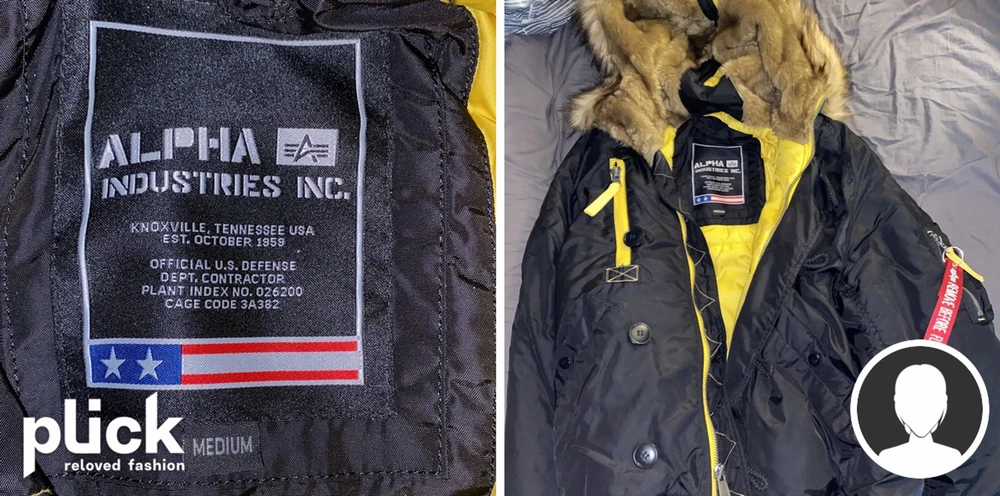 ALPHA
INDUSTRIES INC.
KNOXVILLE, TENNESSEE USA
EST. OCTOBER 1959
OFFICIAL U.S. DEFENSE
DEPT. CONTRACTOR
PLANT INDEX NO. 026200
CAGE CODE 3A382
MEDIUM
plick
reloved fashion
ALPHA
INDUSTRIES INC.
REMOVE BEFORE